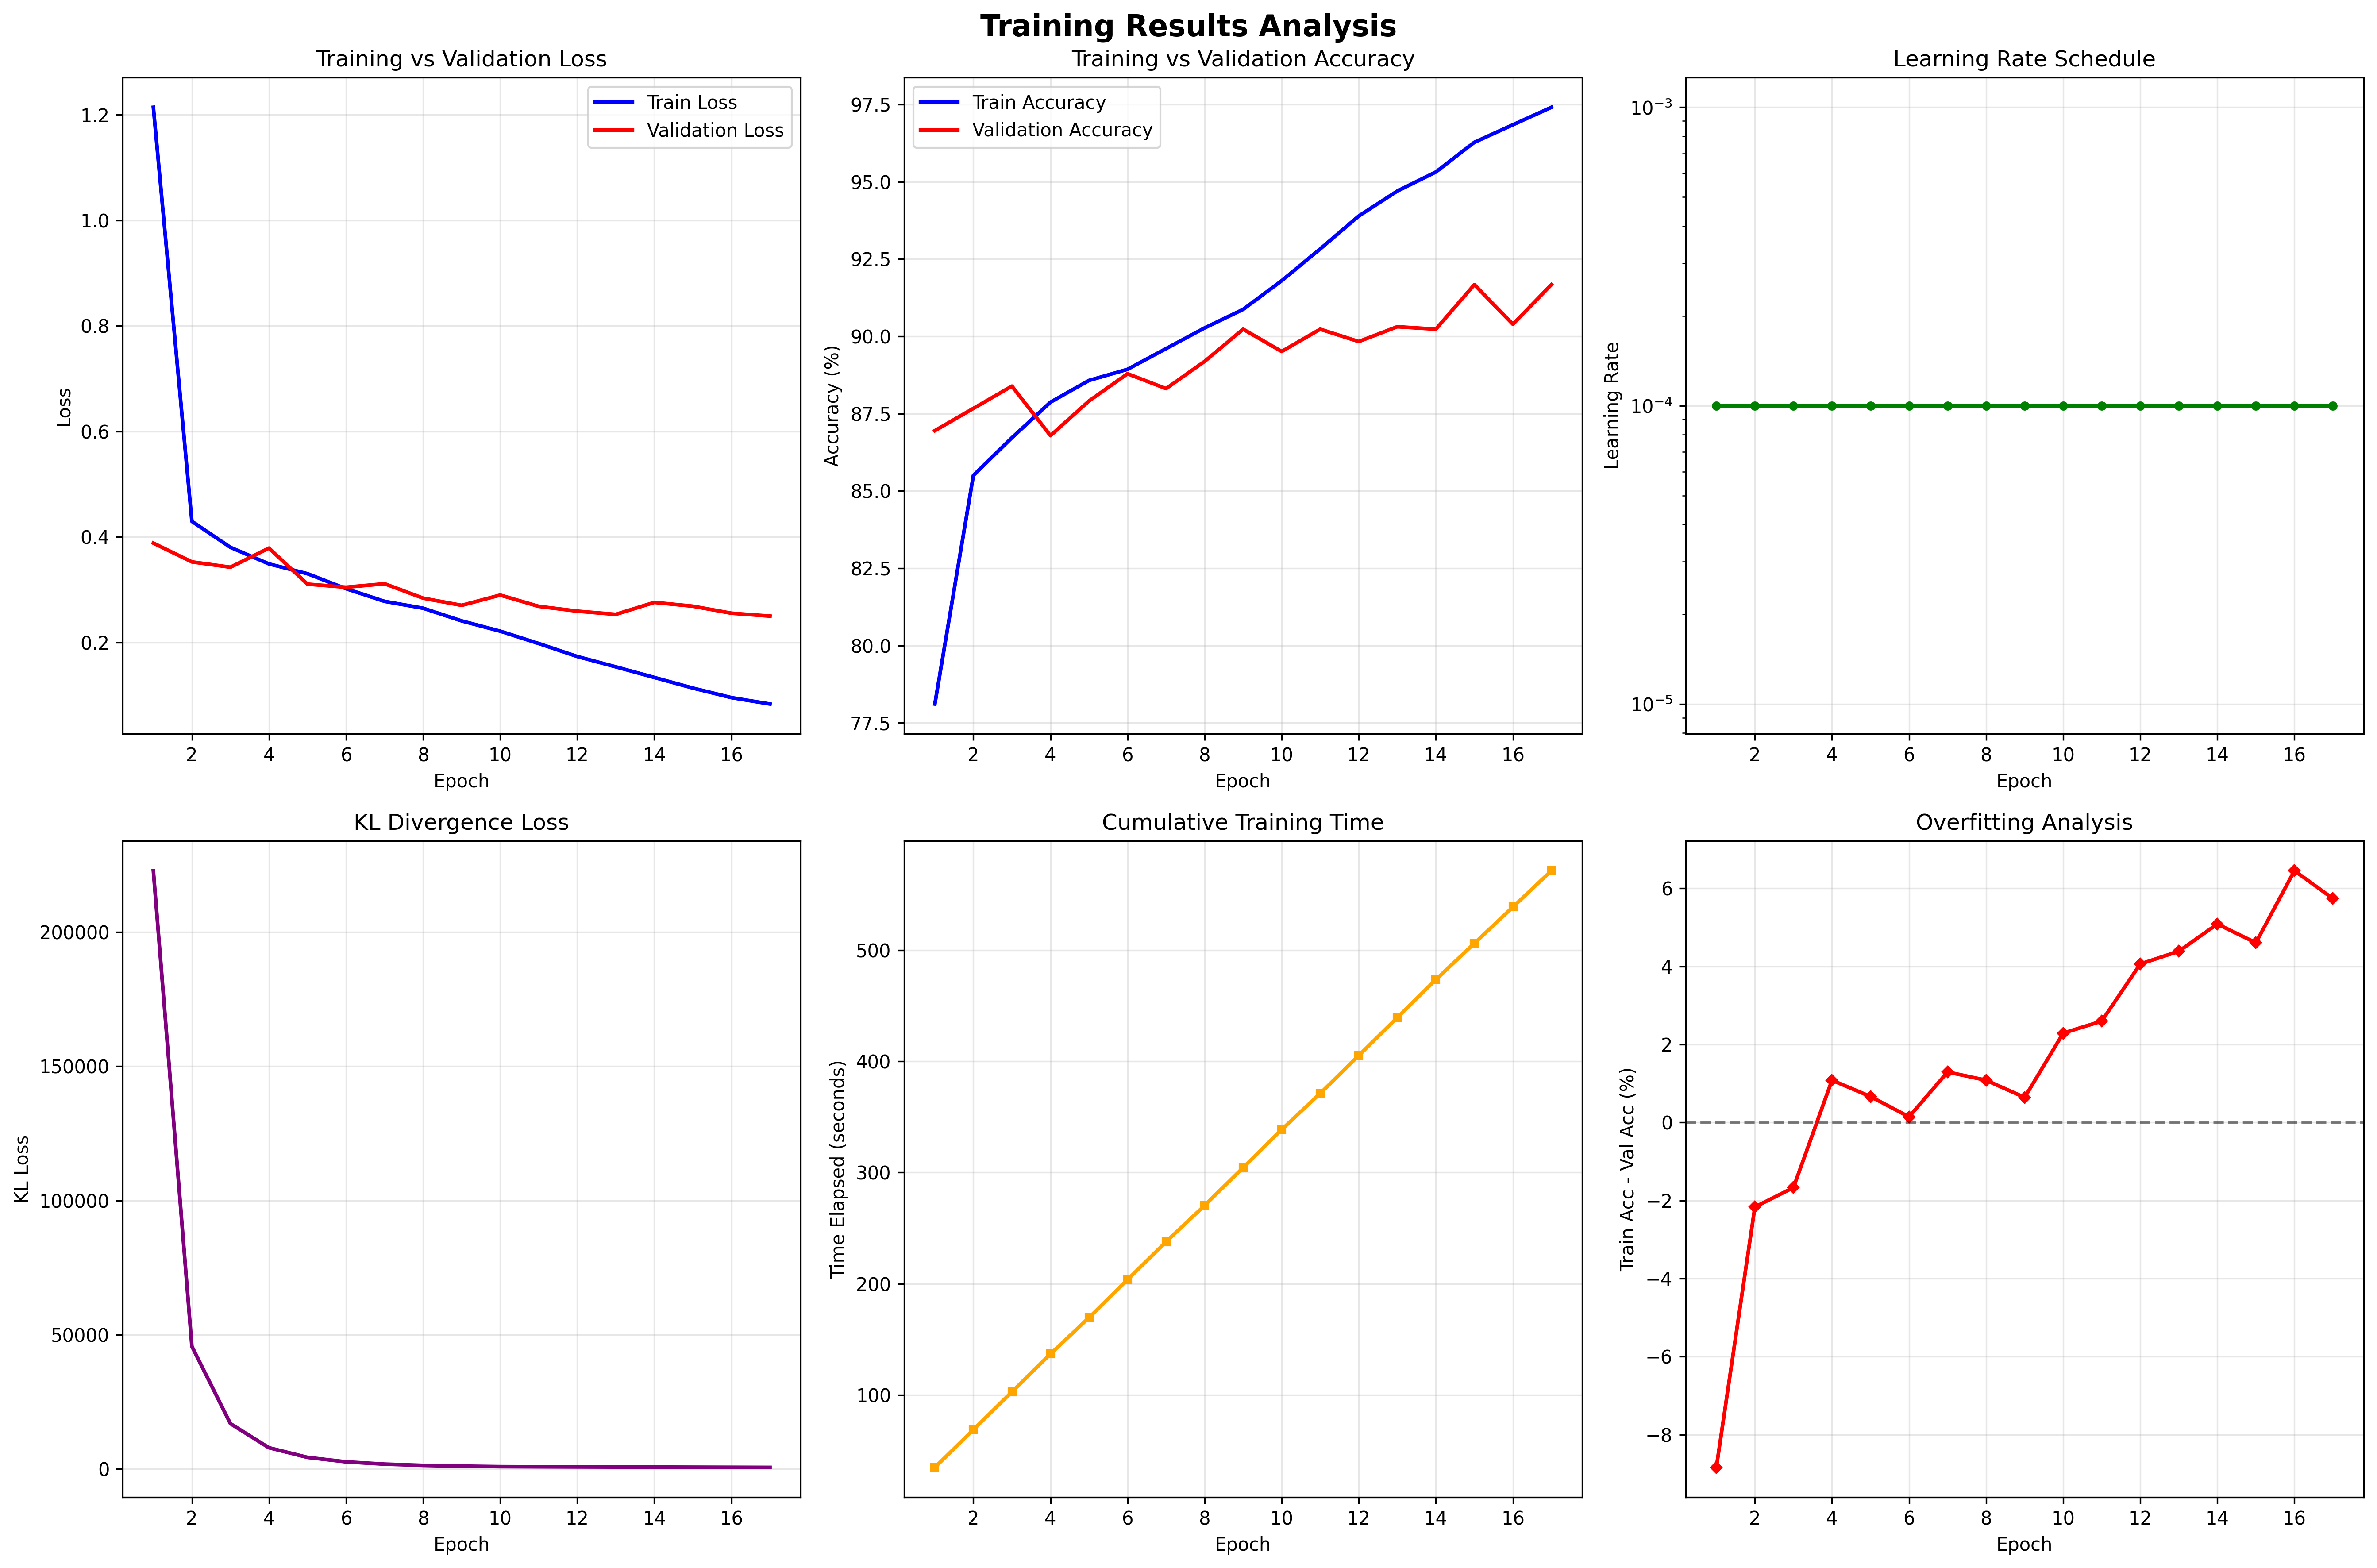 Training Results Analysis
Training vs Validation Loss
Train Loss
Validation Loss
Loss
1.2
1.0
0.8
0.6
0.4
0.2
2 4 6 8 10 12 14 16
Epoch
Training vs Validation Accuracy
Train Accuracy
Validation Accuracy
Accuracy (%)
97.5
95.0
92.5
90.0
87.5
85.0
82.5
80.0
77.5
2 4 6 8 10 12 14 16
Epoch
Learning Rate Schedule
Learning Rate
10⁻³
10⁻⁴
10⁻⁵
2 4 6 8 10 12 14 16
Epoch
KL Divergence Loss
KL Loss
200000
150000
100000
50000
0
2 4 6 8 10 12 14 16
Epoch
Cumulative Training Time
Time Elapsed (seconds)
500
400
300
200
100
2 4 6 8 10 12 14 16
Epoch
Overfitting Analysis
Train Acc - Val Acc (%)
6
4
2
0
−2
−4
−6
−8
2 4 6 8 10 12 14 16
Epoch